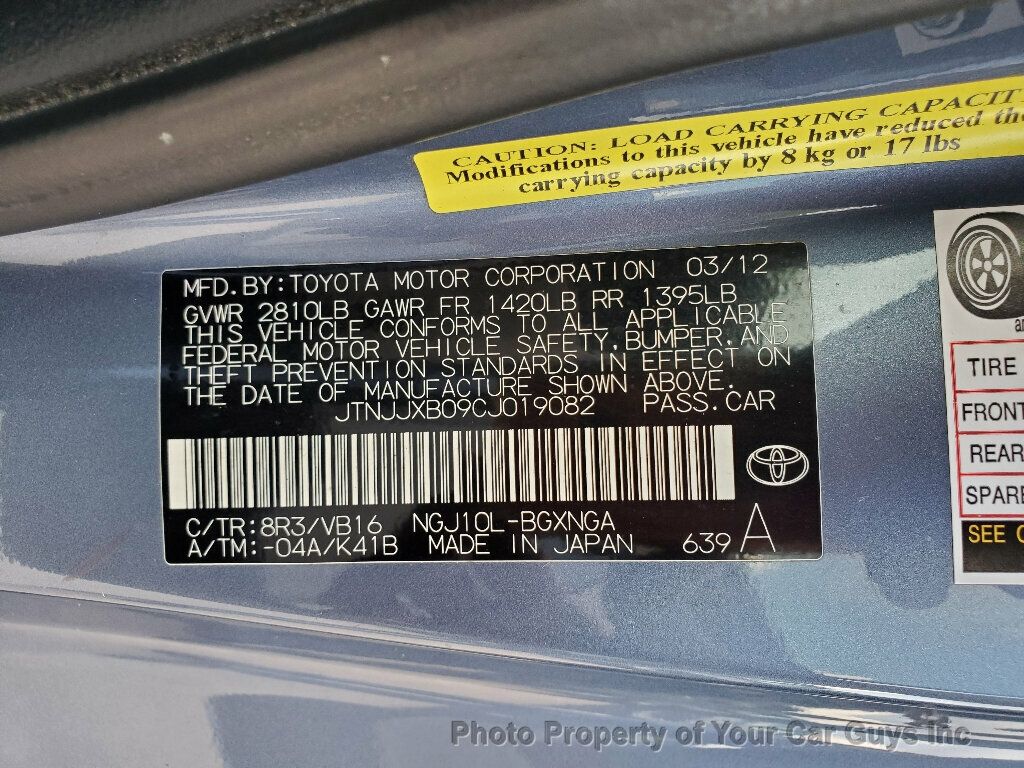 CAUTION: LOAD CARRYING CAPACIT
Modifications to this vehicle have reduced the
carrying capacity by 8 kg or 17 lbs
MFD.BY:TOYOTA MOTOR CORPORATION 03/12
GVWR 2810LB GAWR FR 1420LB RR 1395LB
THIS VEHICLE CONFORMS TO ALL APPLICABLE
FEDERAL MOTOR VEHICLE SAFETY,BUMPER,AND
THEFT PREVENTION STANDARDS IN EFFECT ON
THE DATE OF MANUFACTURE SHOWN ABOVE.
JTNJJXB09CJ019082 PASS.CAR
C/TR:8R3/VB16 NGJ10L-BGXNGA
A/TM:-04A/K41B MADE IN JAPAN 639 A
TIRE
FRONT
REAR
SPARE
SEE
Photo Property of Your Car Guys Inc